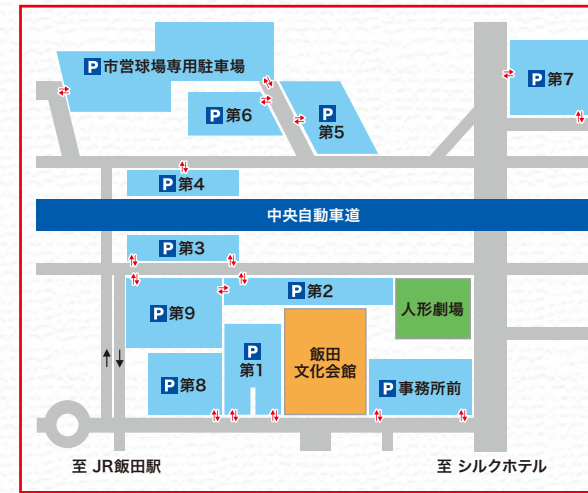 P 市営球場専用駐車場
P 第7
P 第6
P
第5
P 第4
中央自動車道
P 第3
P 第2
人形劇場
P 第9
飯田
文化会館
P
第1
P 第8
P 事務所前
至 JR飯田駅
至 シルクホテル